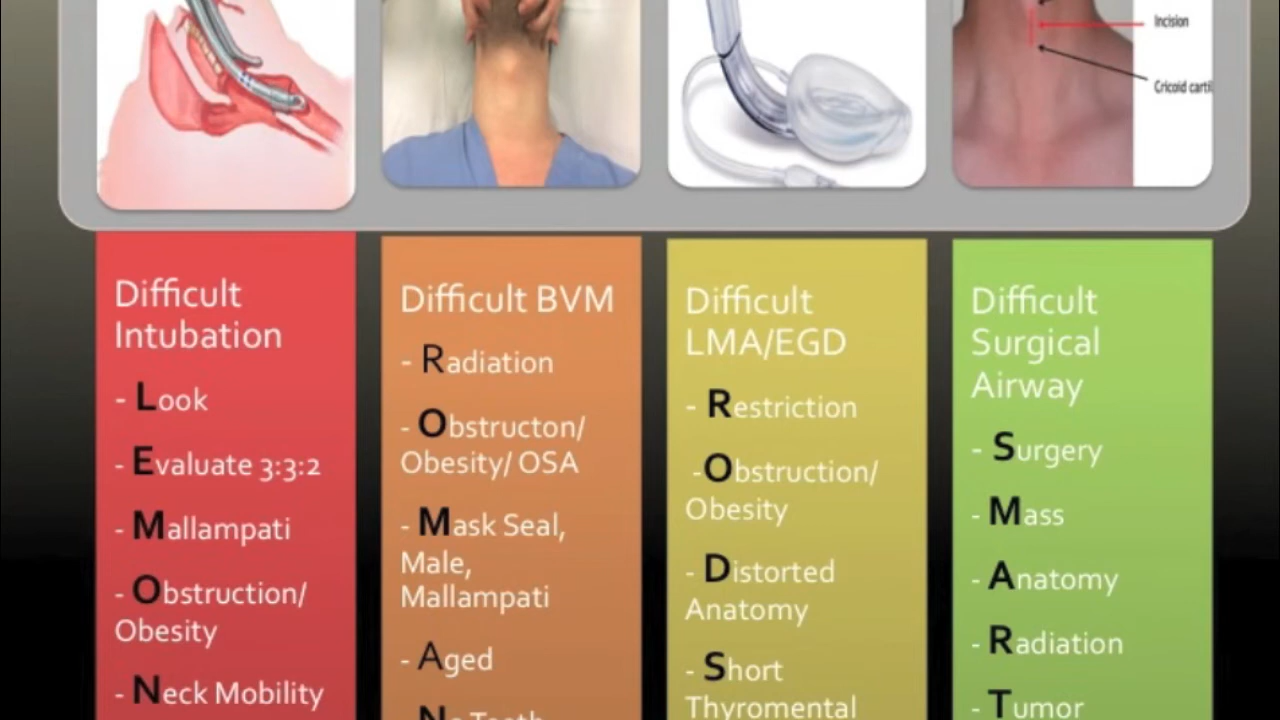 Incision
Cricoid carti
Difficult
Intubation
- Look
- Evaluate 3:3:2
- Mallampati
- Obstruction/
Obesity
- Neck Mobility
Difficult BVM
- Radiation
- Obstructon/
Obesity/ OSA
- Mask Seal,
Male,
Mallampati
- Aged
- No Teeth
Difficult
LMA/EGD
- Restriction
-Obstruction/
Obesity
- Distorted
Anatomy
- Short
Thyromental
Difficult
Surgical
Airway
- Surgery
- Mass
- Anatomy
- Radiation
- Tumor